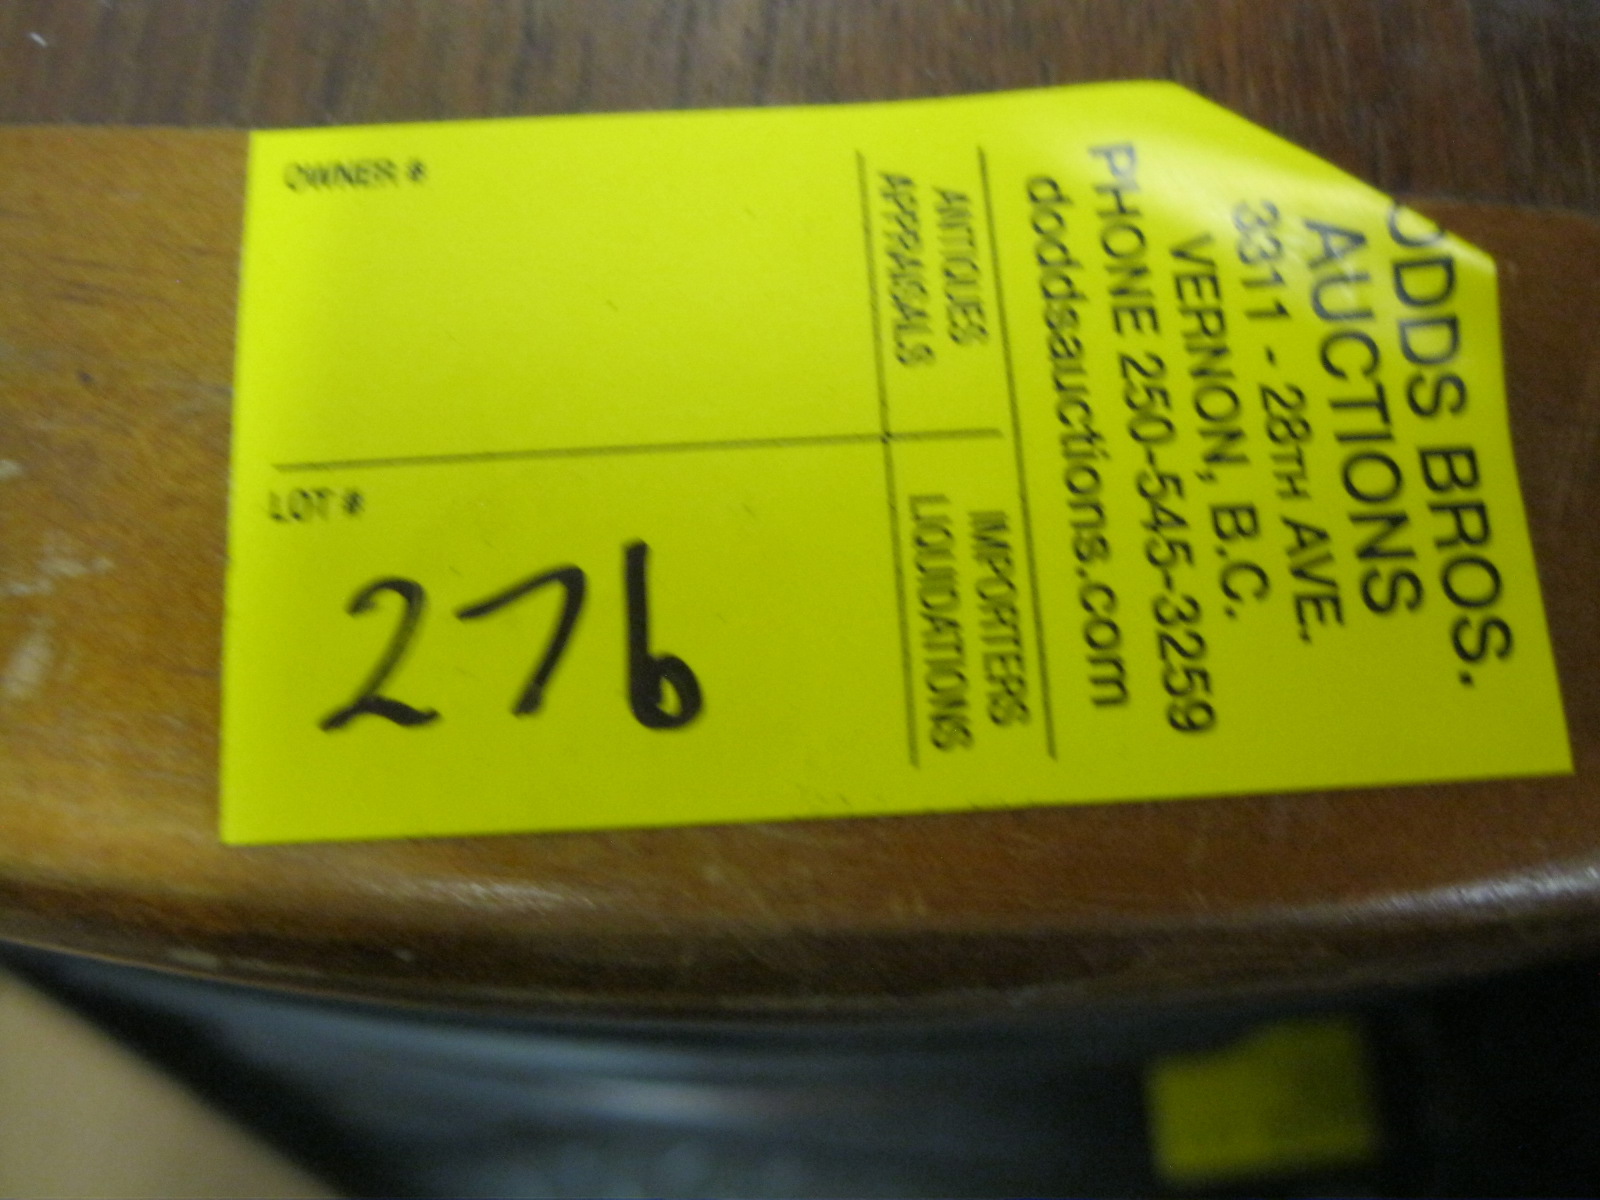 ODDS BROS.
AUCTIONS
3311 - 28TH AVE.
VERNON, B.C.
PHONE 250-545-3259
doddsauctions.com
ANTIQUES
APPRAISALS
IMPORTERS
LIQUIDATIONS
OWNER #
LOT #
276